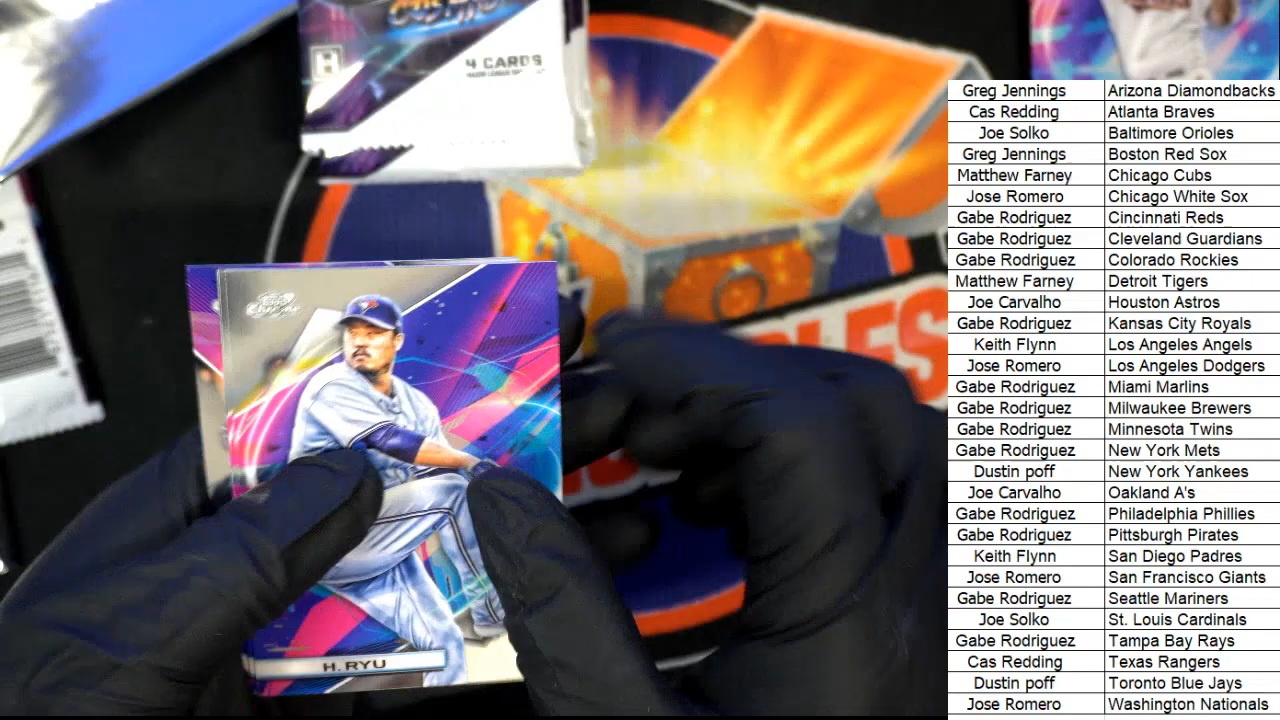 4 CARDS
H
H. RYU
Greg Jennings Arizona Diamondbacks
Cas Redding Atlanta Braves
Joe Solko Baltimore Orioles
Greg Jennings Boston Red Sox
Matthew Farney Chicago Cubs
Jose Romero Chicago White Sox
Gabe Rodriguez Cincinnati Reds
Gabe Rodriguez Cleveland Guardians
Gabe Rodriguez Colorado Rockies
Matthew Farney Detroit Tigers
Joe Carvalho Houston Astros
Gabe Rodriguez Kansas City Royals
Keith Flynn Los Angeles Angels
Jose Romero Los Angeles Dodgers
Gabe Rodriguez Miami Marlins
Gabe Rodriguez Milwaukee Brewers
Gabe Rodriguez Minnesota Twins
Gabe Rodriguez New York Mets
Dustin poff New York Yankees
Joe Carvalho Oakland A's
Gabe Rodriguez Philadelphia Phillies
Gabe Rodriguez Pittsburgh Pirates
Keith Flynn San Diego Padres
Jose Romero San Francisco Giants
Gabe Rodriguez Seattle Mariners
Joe Solko St. Louis Cardinals
Gabe Rodriguez Tampa Bay Rays
Cas Redding Texas Rangers
Dustin poff Toronto Blue Jays
Jose Romero Washington Nationals